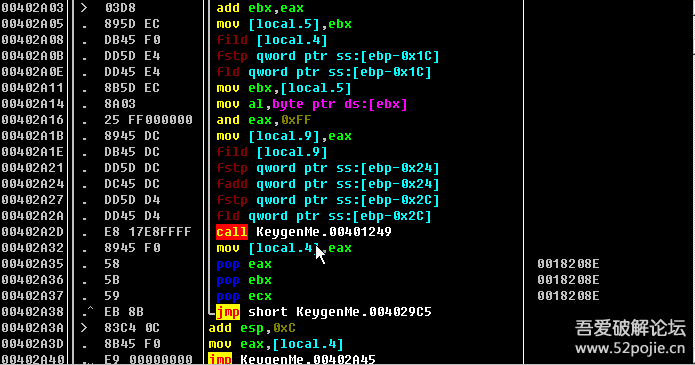 00402A03 > 03D8 add ebx,eax
00402A05 . 895D EC mov [local.5],ebx
00402A08 . DB45 F0 fild [local.4]
00402A0B . DD5D E4 fstp qword ptr ss:[ebp-0x1C]
00402A0E . DD45 E4 fld qword ptr ss:[ebp-0x1C]
00402A11 . 8B5D EC mov ebx,[local.5]
00402A14 . 8A03 mov al,byte ptr ds:[ebx]
00402A16 . 25 FF000000 and eax,0xFF
00402A1B . 8945 DC mov [local.9],eax
00402A1E . DB45 DC fild [local.9]
00402A21 . DD5D DC fstp qword ptr ss:[ebp-0x24]
00402A24 . DC45 DC fadd qword ptr ss:[ebp-0x24]
00402A27 . DD5D D4 fstp qword ptr ss:[ebp-0x2C]
00402A2A . DD45 D4 fld qword ptr ss:[ebp-0x2C]
00402A2D . E8 17E8FFFF call KeygenMe.00401249
00402A32 . 8945 F0 mov [local.4],eax
00402A35 . 58 pop eax 0018208E
00402A36 . 5B pop ebx 0018208E
00402A37 . 59 pop ecx 0018208E
00402A38 .^ EB 8B jmp short KeygenMe.004029C5
00402A3A > 83C4 0C add esp,0xC
00402A3D . 8B45 F0 mov eax,[local.4]
00402A40 . E9 00000000 jmp KeygenMe.00402A45
吾爱破解论坛
www.52pojie.cn